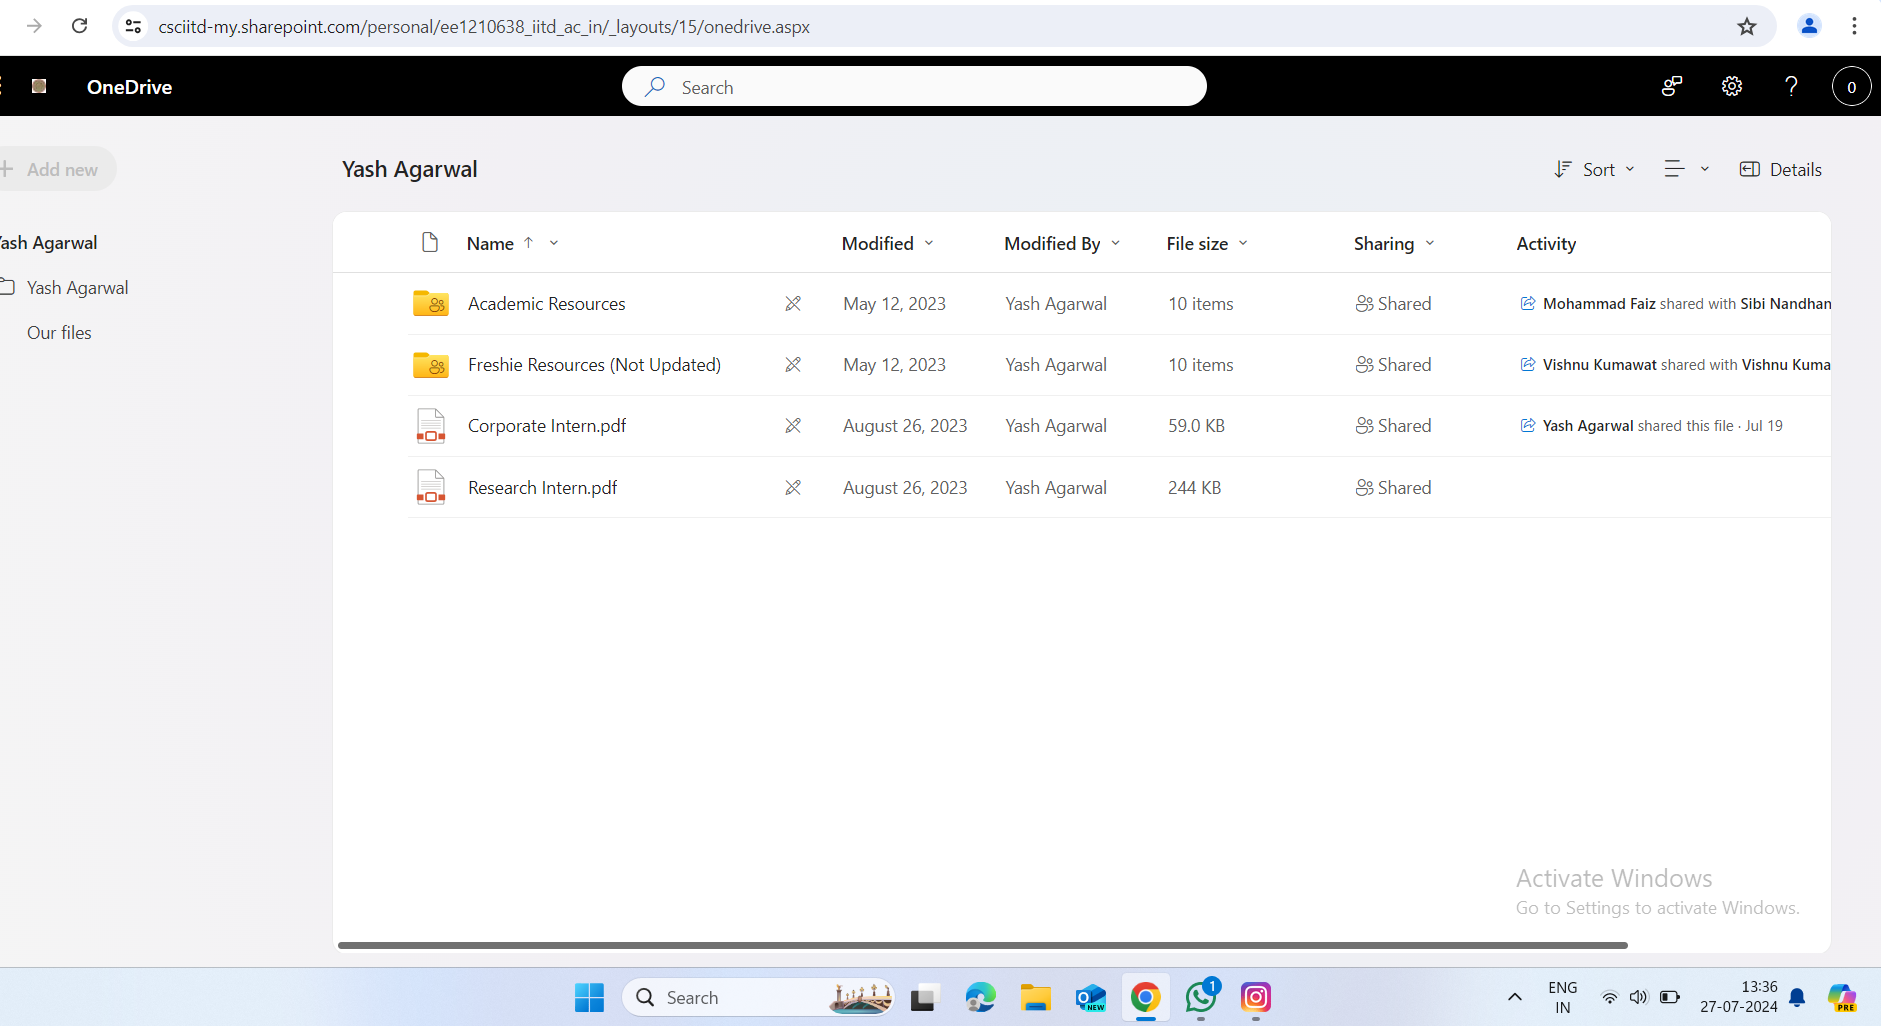 csciitd-my.sharepoint.com/personal/ee1210638_iitd_ac_in/_layouts/15/onedrive.aspx
OneDrive
Search
?
0
Add new
Yash Agarwal
Sort
Details
ash Agarwal
Yash Agarwal
Our files
Name Modified Modified By File size Sharing Activity
Academic Resources May 12, 2023 Yash Agarwal 10 items Shared Mohammad Faiz shared with Sibi Nandhan
Freshie Resources (Not Updated) May 12, 2023 Yash Agarwal 10 items Shared Vishnu Kumawat shared with Vishnu Kuma
Corporate Intern.pdf August 26, 2023 Yash Agarwal 59.0 KB Shared Yash Agarwal shared this file · Jul 19
Research Intern.pdf August 26, 2023 Yash Agarwal 244 KB Shared
Activate Windows
Go to Settings to activate Windows.
Search
NEW
1
ENG
IN
13:36
27-07-2024
PRE